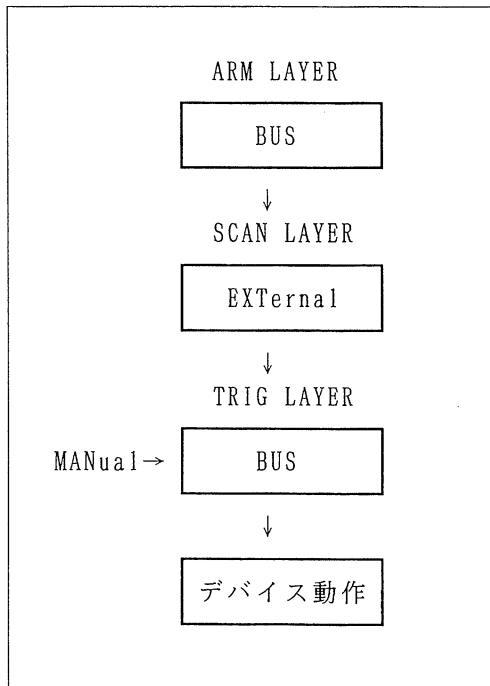 ARM LAYER
BUS
↓
SCAN LAYER
EXTernal
↓
TRIG LAYER
MANual→ BUS
↓
デバイス動作